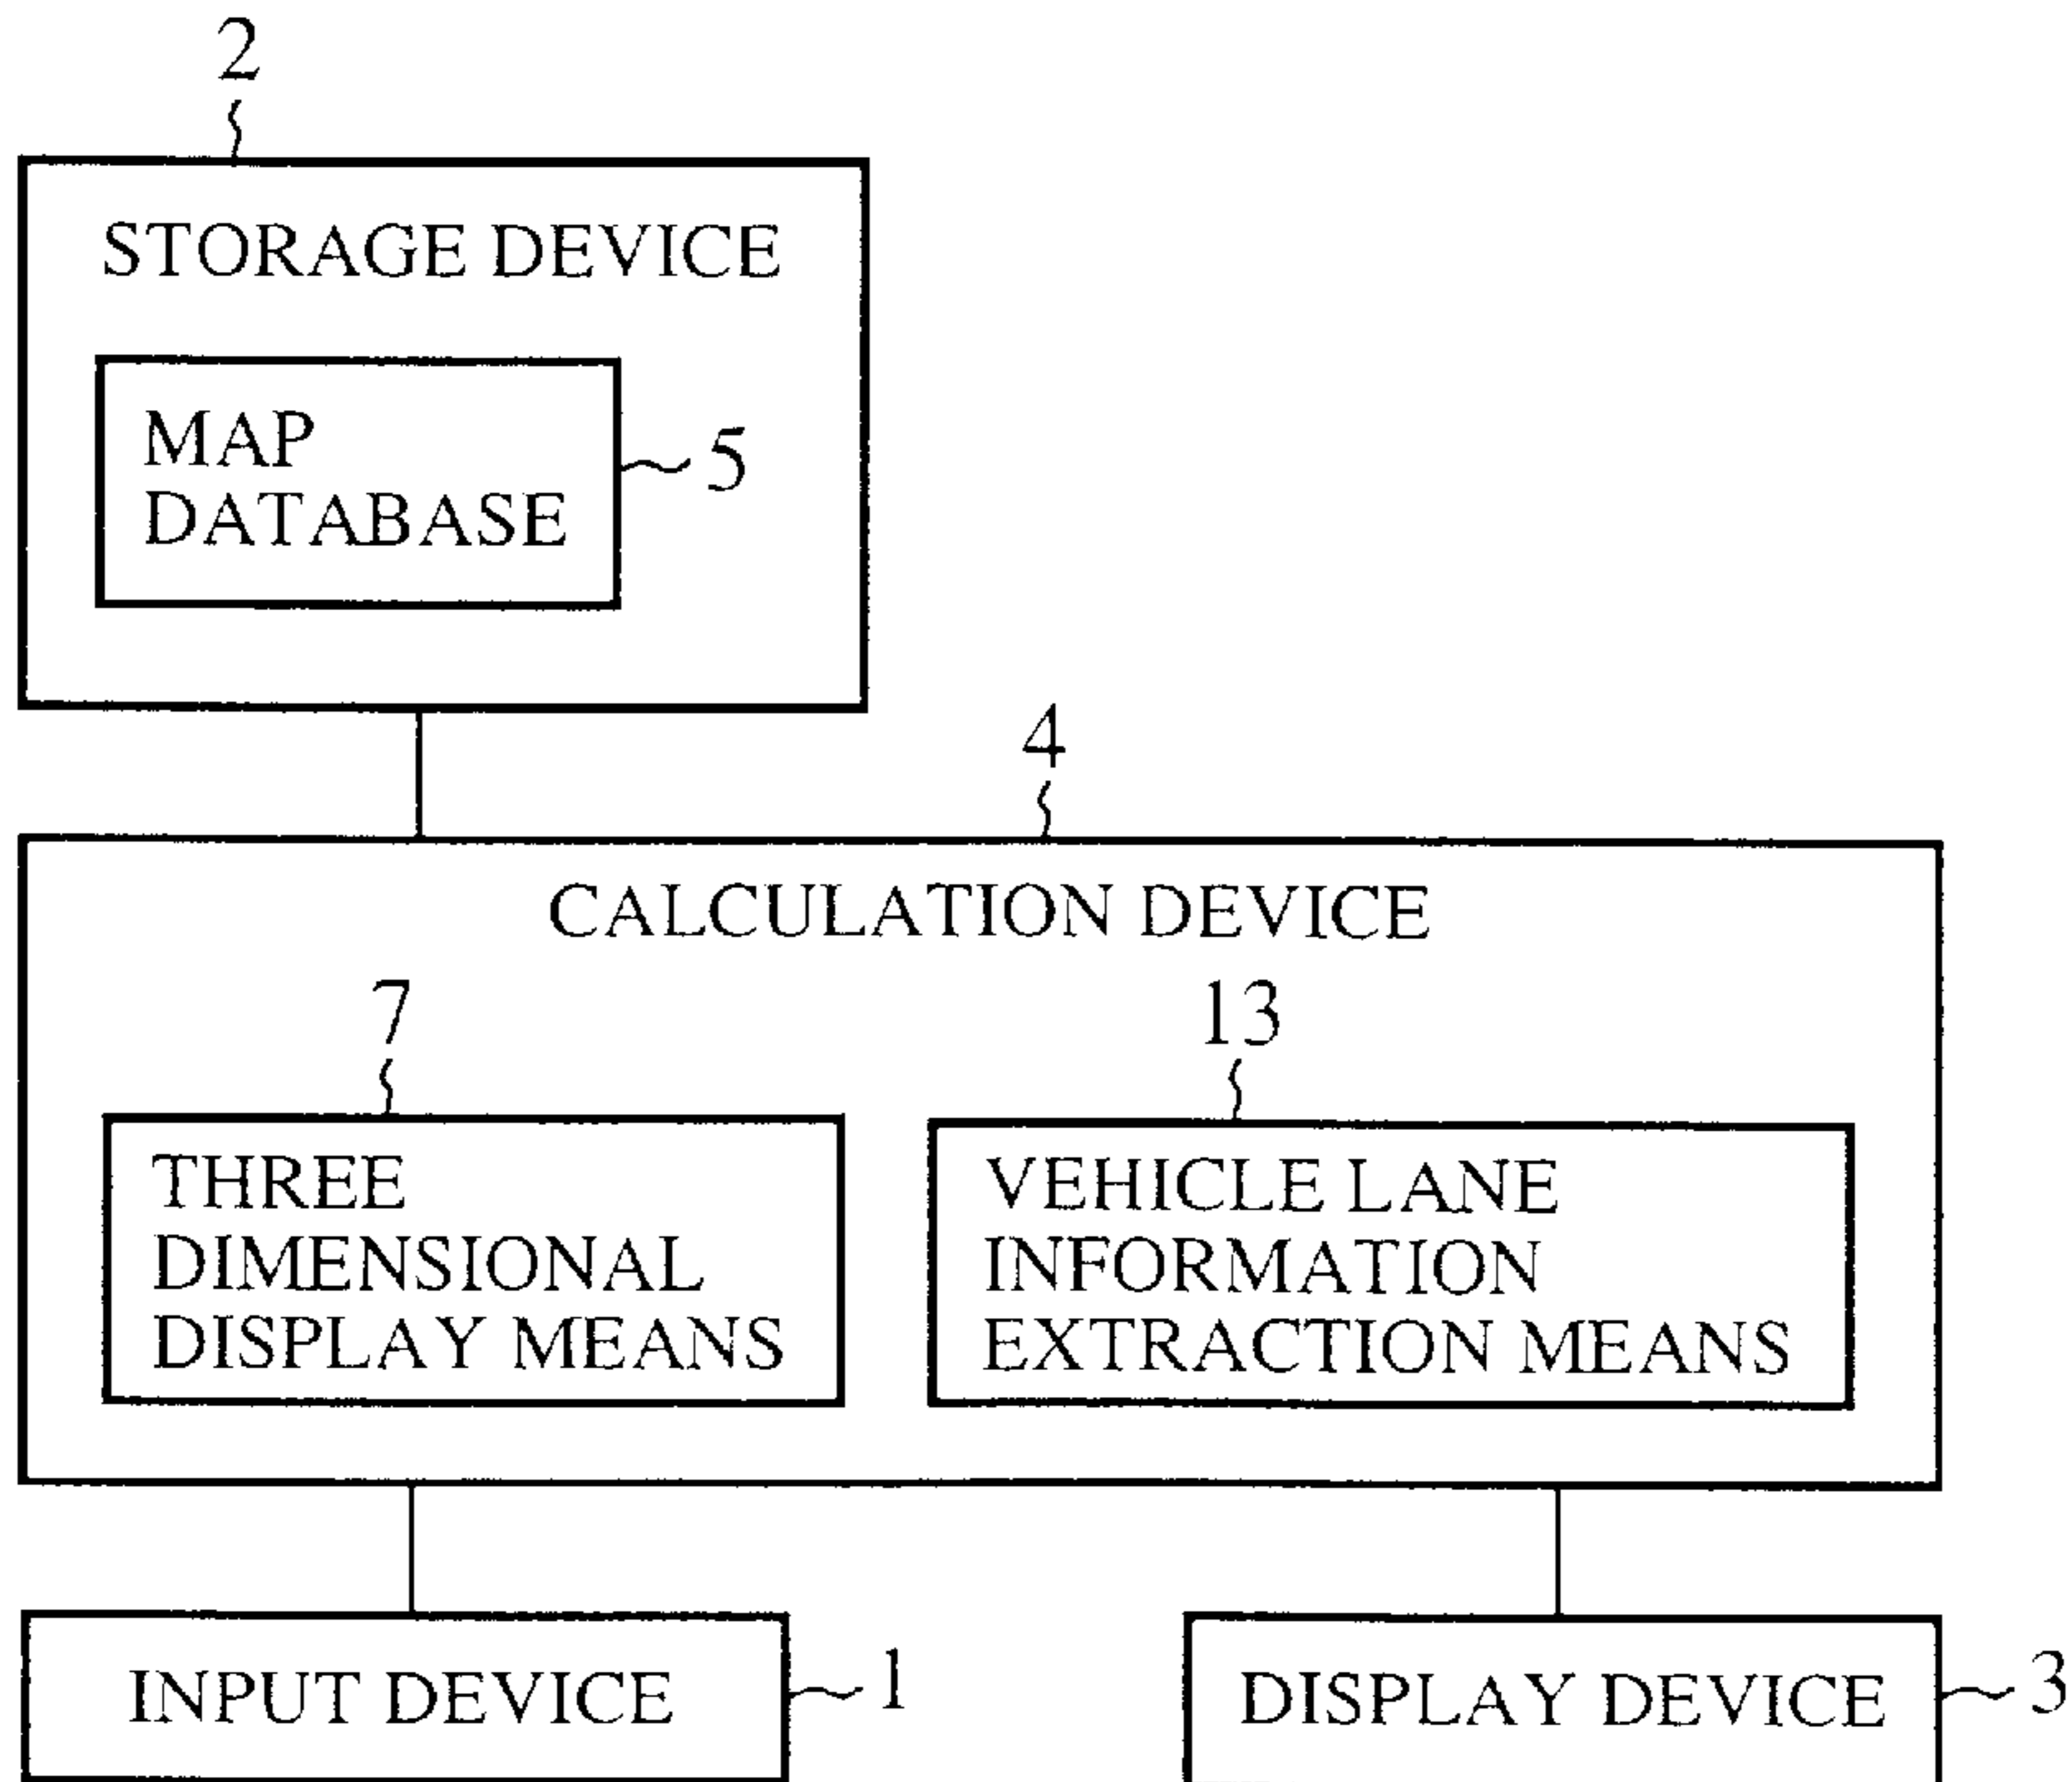 2
STORAGE DEVICE
MAP
DATABASE
5
4
CALCULATION DEVICE
7
13
THREE
DIMENSIONAL
DISPLAY MEANS
VEHICLE LANE
INFORMATION
EXTRACTION MEANS
INPUT DEVICE
1
DISPLAY DEVICE
3